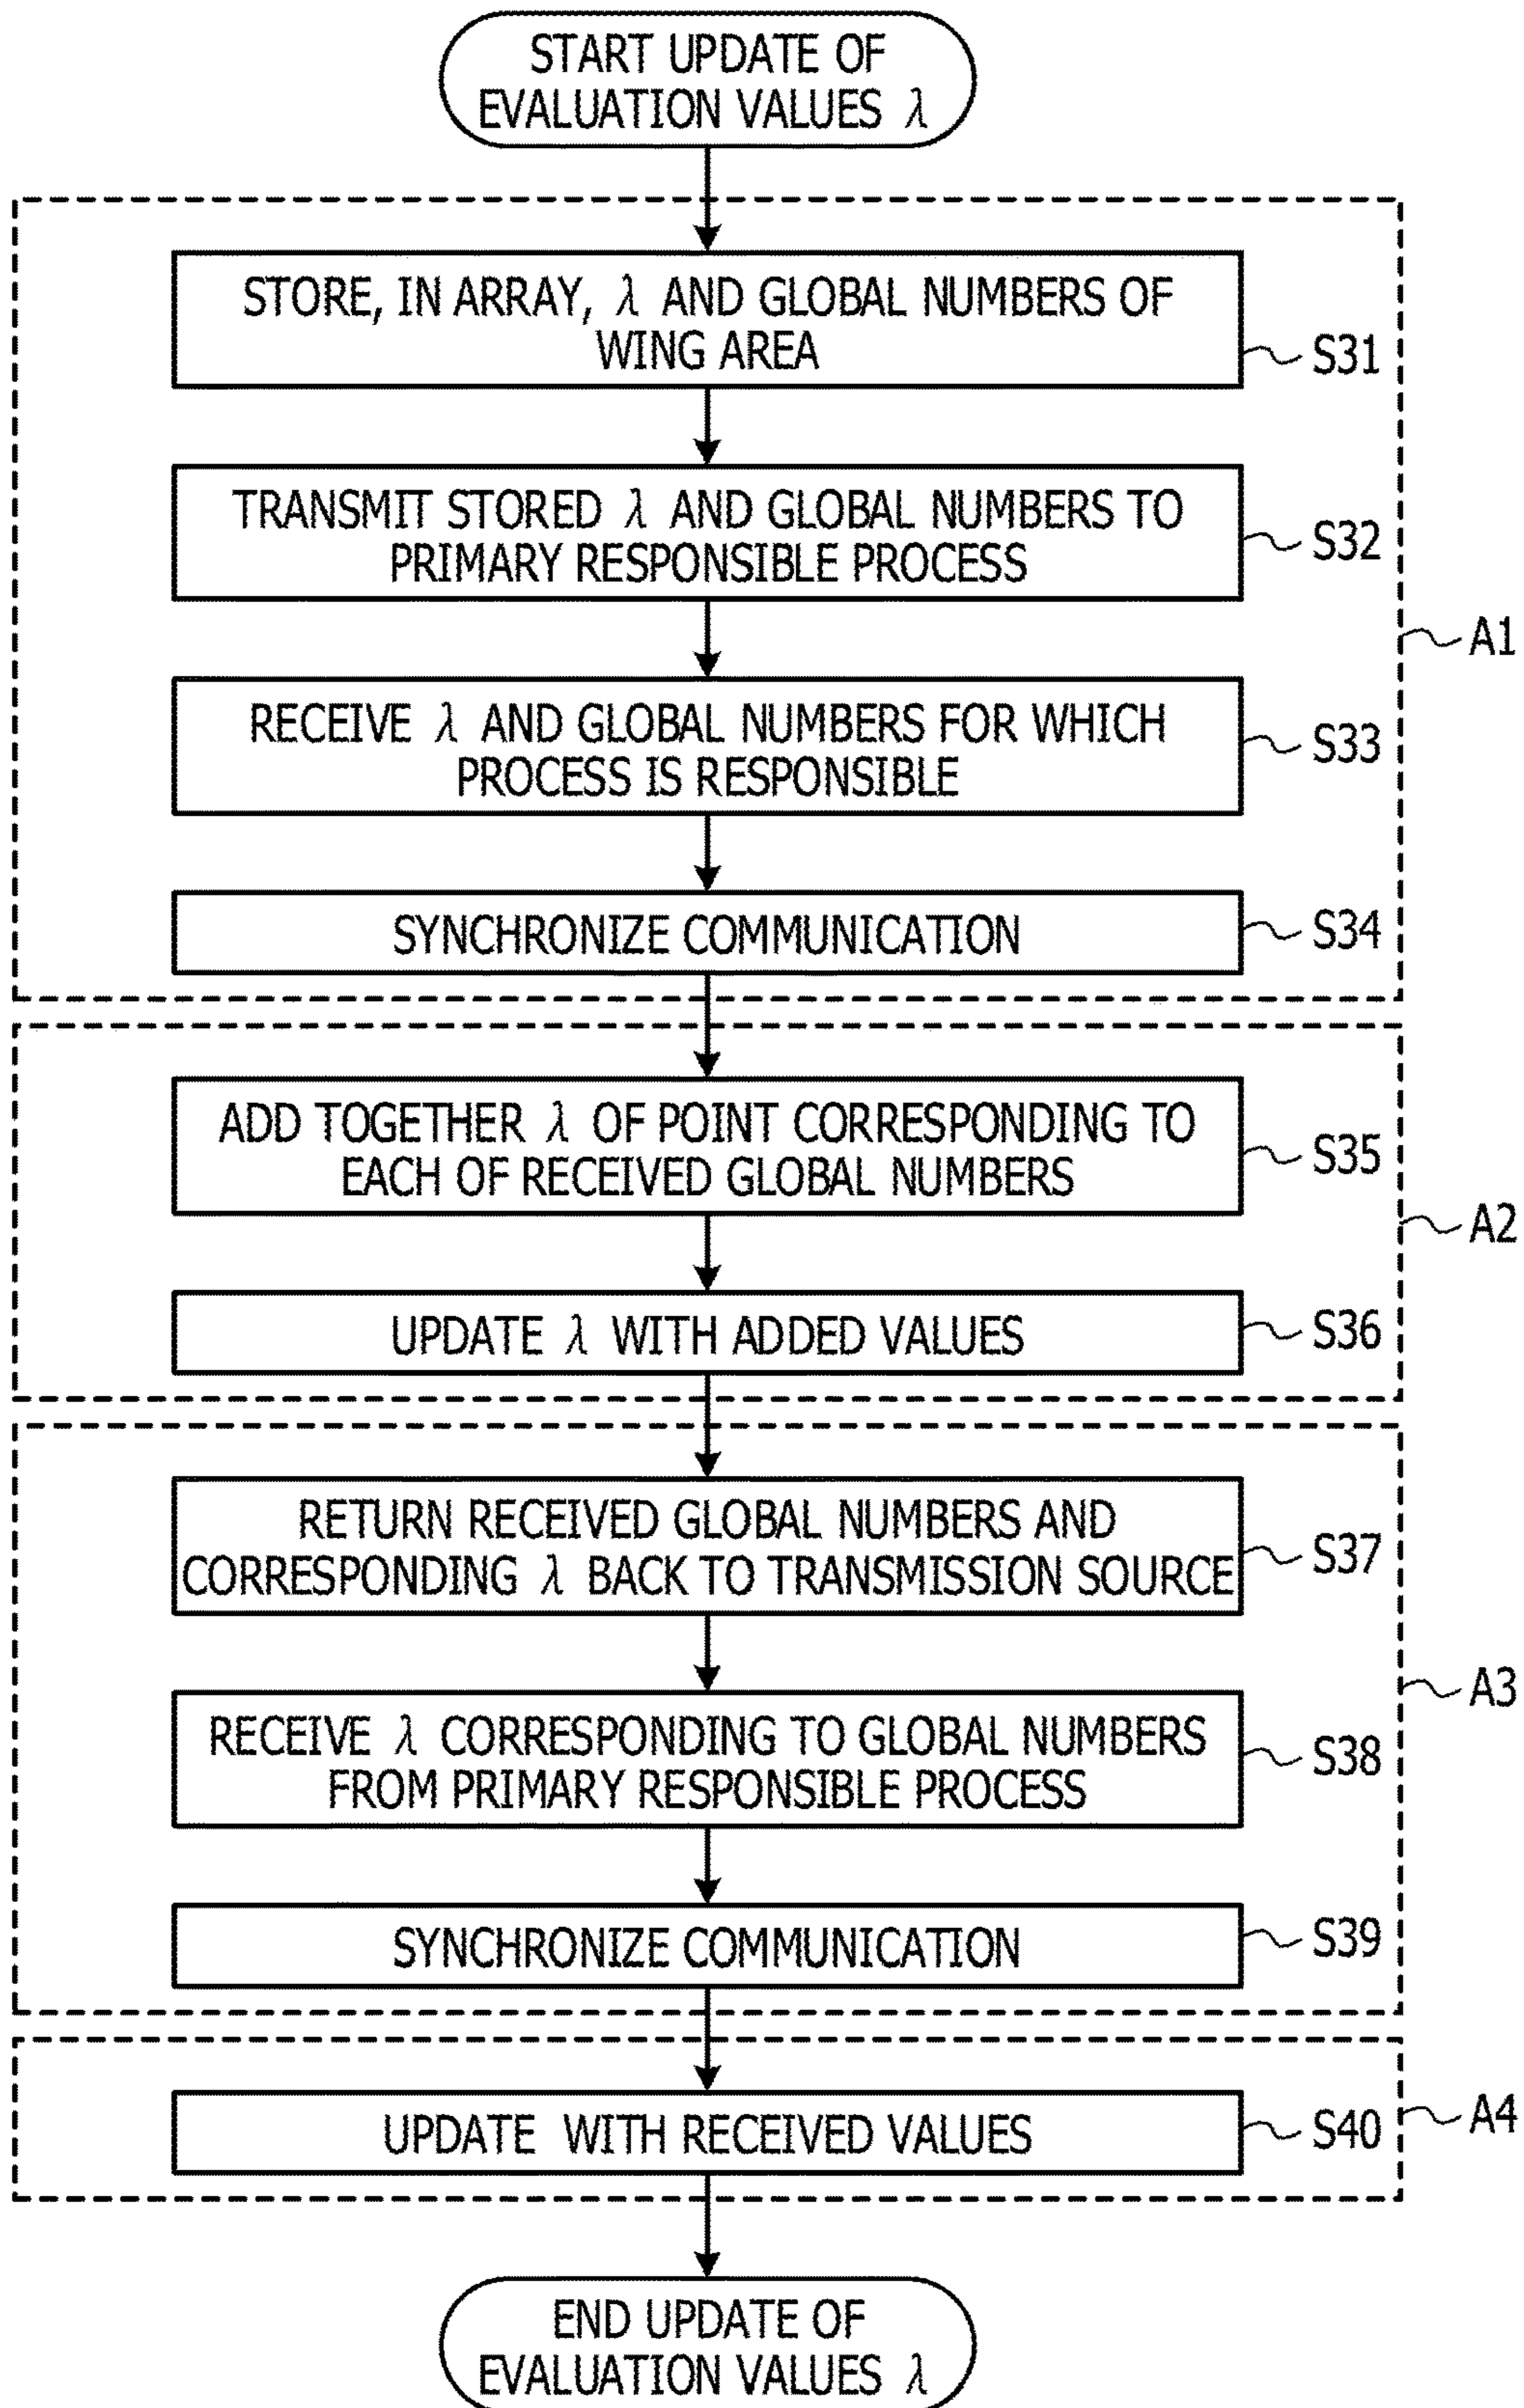 START UPDATE OF
EVALUATION VALUES λ
STORE, IN ARRAY, λ AND GLOBAL NUMBERS OF
WING AREA
S31
TRANSMIT STORED λ AND GLOBAL NUMBERS TO
PRIMARY RESPONSIBLE PROCESS
S32
A1
RECEIVE λ AND GLOBAL NUMBERS FOR WHICH
PROCESS IS RESPONSIBLE
S33
SYNCHRONIZE COMMUNICATION
S34
ADD TOGETHER λ OF POINT CORRESPONDING TO
EACH OF RECEIVED GLOBAL NUMBERS
S35
A2
UPDATE λ WITH ADDED VALUES
S36
RETURN RECEIVED GLOBAL NUMBERS AND
CORRESPONDING λ BACK TO TRANSMISSION SOURCE
S37
A3
RECEIVE λ CORRESPONDING TO GLOBAL NUMBERS
FROM PRIMARY RESPONSIBLE PROCESS
S38
SYNCHRONIZE COMMUNICATION
S39
UPDATE WITH RECEIVED VALUES
S40
A4
END UPDATE OF
EVALUATION VALUES λ